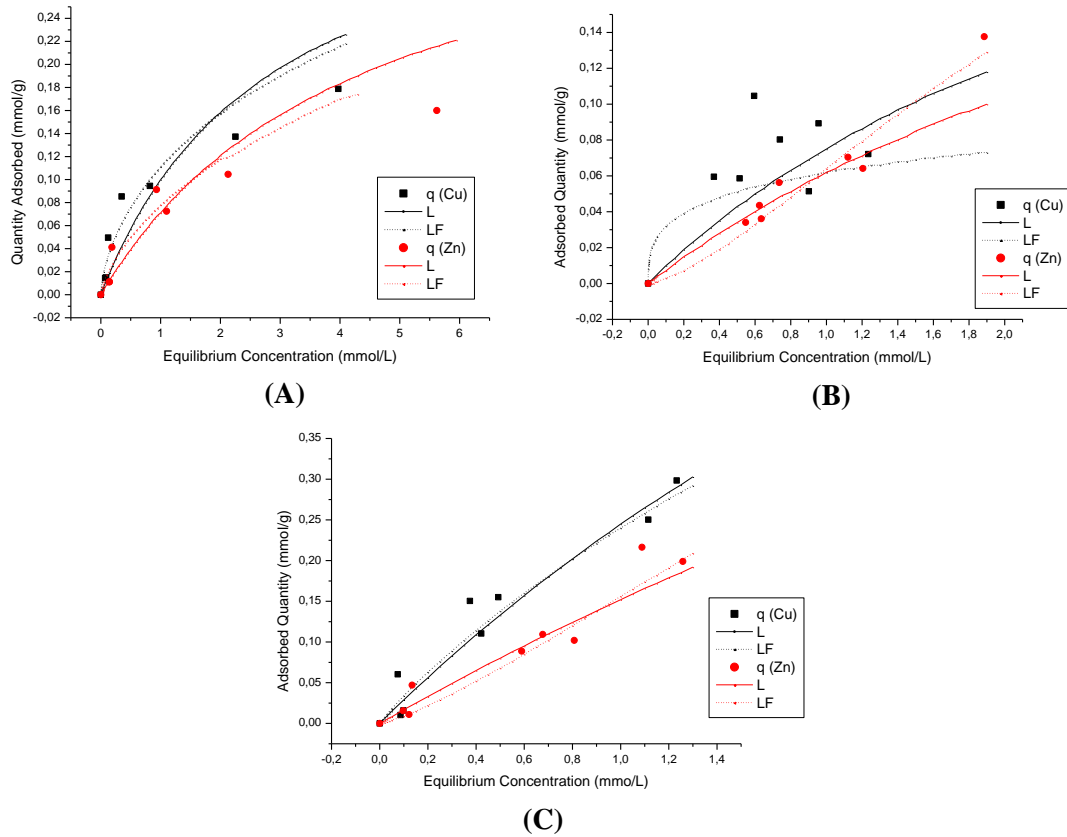 0,24
0,22
0,20
0,18
0,16
0,14
0,12
0,10
0,08
0,06
0,04
0,02
0,00
-0,02
Quantity Adsorbed (mmol/g)
q (Cu)
L
LF
q (Zn)
L
LF
0 1 2 3 4 5 6
Equilibrium Concentration (mmol/L)
(A)
0,14
0,12
0,10
0,08
0,06
0,04
0,02
0,00
-0,02
Adsorbed Quantity (mmol/g)
q (Cu)
L
LF
q (Zn)
L
LF
-0,2 0,0 0,2 0,4 0,6 0,8 1,0 1,2 1,4 1,6 1,8 2,0
Equilibrium Concentration (mmol/L)
(B)
0,35
0,30
0,25
0,20
0,15
0,10
0,05
0,00
Adsorbed Quantity (mmol/g)
q (Cu)
L
LF
q (Zn)
L
LF
-0,2 0,0 0,2 0,4 0,6 0,8 1,0 1,2 1,4
Equilibrium Concentration (mmo/L)
(C)